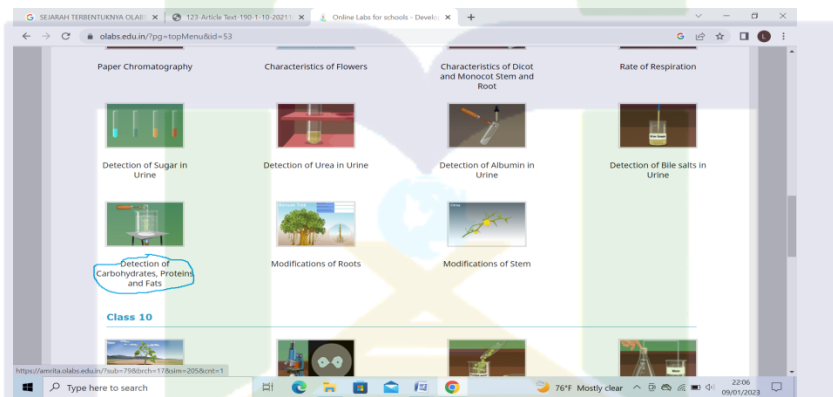 SEJARAH TERBENTUKNYA OLAB
123-Article Text-190-1-10-20211
Online Labs for schools - Develop
olabs.edu.in/?pg=topMenu&id=53
Paper Chromatography
Characteristics of Flowers
Characteristics of Dicot
and Monocot Stem and
Root
Rate of Respiration
Detection of Sugar in
Urine
Detection of Urea in Urine
Detection of Albumin in
Urine
Detection of Bile salts in
Urine
Detection of
Carbohydrates, Proteins
and Fats
Modifications of Roots
Modifications of Stem
Class 10
https://amrita.olabs.edu.in/?sub=79&brch=17&sim=205&cnt=1
Type here to search
76°F Mostly clear
22:06
09/01/2023